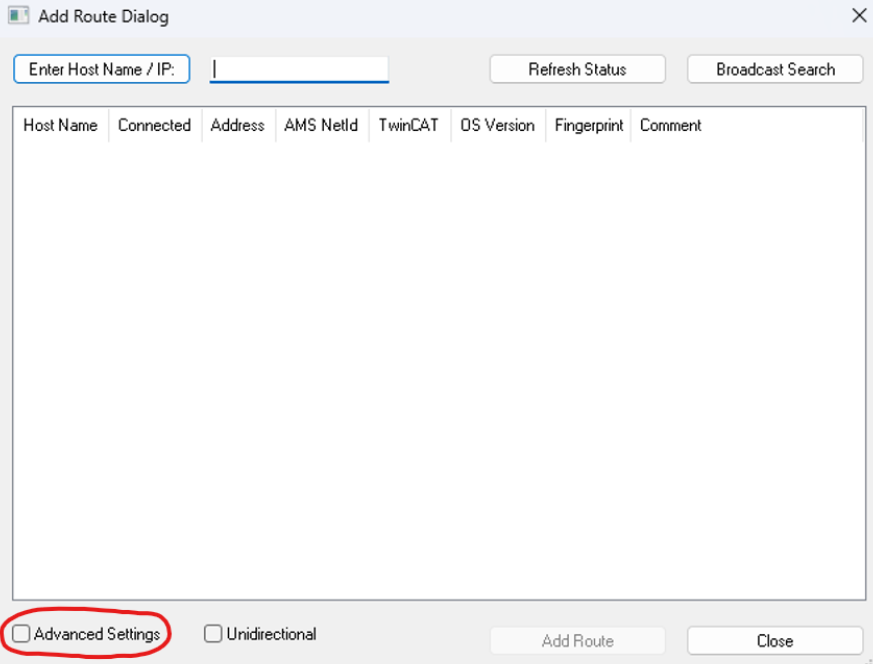 Add Route Dialog
Enter Host Name / IP: Refresh Status Broadcast Search
Host Name Connected Address AMS NetId TwinCAT OS Version Fingerprint Comment
Advanced Settings Unidirectional Add Route Close